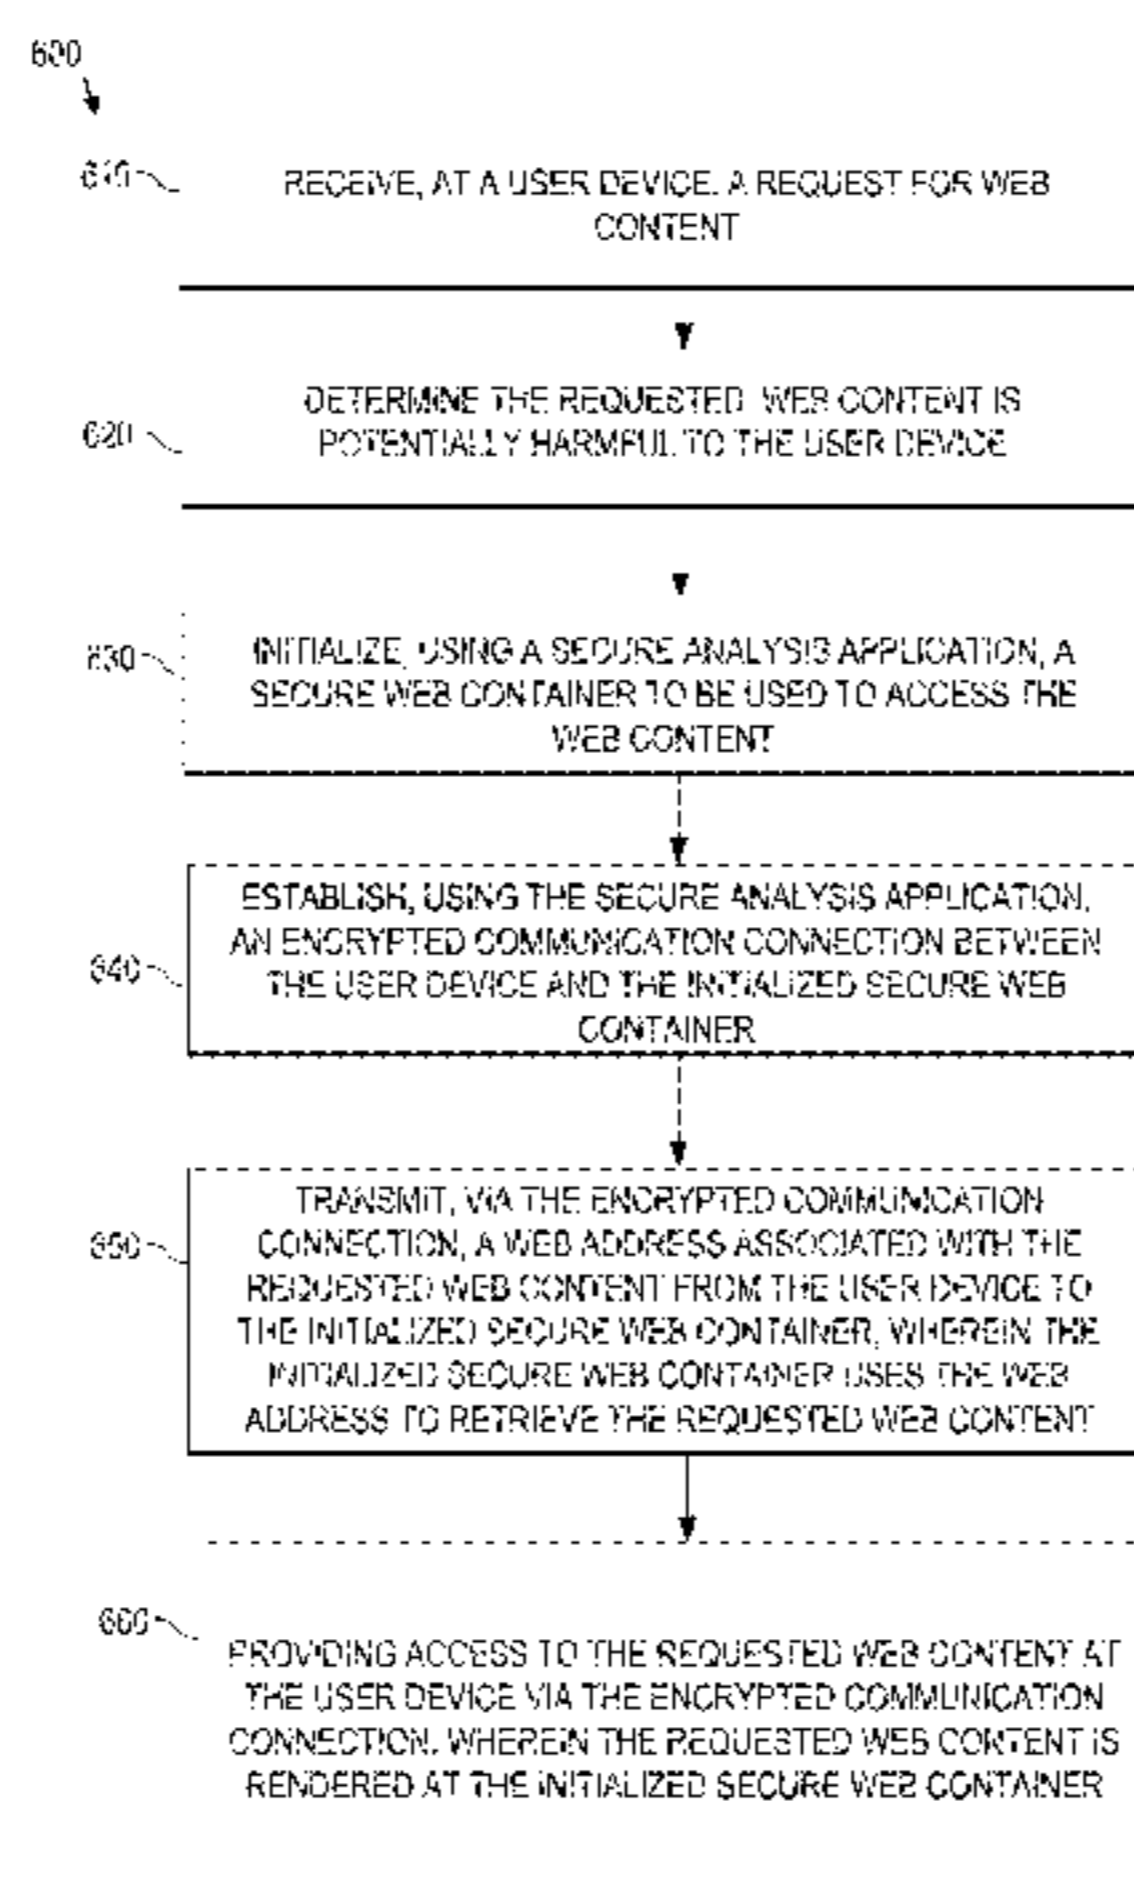 600
610
RECEIVE, AT A USER DEVICE, A REQUEST FOR WEB
CONTENT
620
DETERMINE THE REQUESTED WEB CONTENT IS
POTENTIALLY HARMFUL TO THE USER DEVICE
630
INITIALIZE, USING A SECURE ANALYSIS APPLICATION, A
SECURE WEB CONTAINER TO BE USED TO ACCESS THE
WEB CONTENT
640
ESTABLISH, USING THE SECURE ANALYSIS APPLICATION,
AN ENCRYPTED COMMUNICATION CONNECTION BETWEEN
THE USER DEVICE AND THE INITIALIZED SECURE WEB
CONTAINER
650
TRANSMIT, VIA THE ENCRYPTED COMMUNICATION
CONNECTION, A WEB ADDRESS ASSOCIATED WITH THE
REQUESTED WEB CONTENT FROM THE USER DEVICE TO
THE INITIALIZED SECURE WEB CONTAINER, WHEREIN THE
INITIALIZED SECURE WEB CONTAINER USES THE WEB
ADDRESS TO RETRIEVE THE REQUESTED WEB CONTENT
660
PROVIDING ACCESS TO THE REQUESTED WEB CONTENT AT
THE USER DEVICE VIA THE ENCRYPTED COMMUNICATION
CONNECTION, WHEREIN THE REQUESTED WEB CONTENT IS
RENDERED AT THE INITIALIZED SECURE WEB CONTAINER